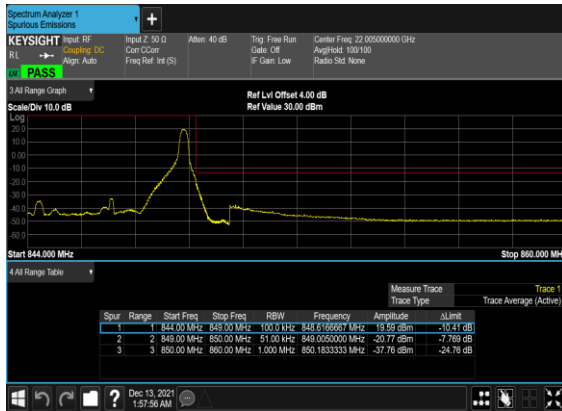 Spectrum Analyzer 1
Spurious Emissions
+
KEYSIGHT Input: RF Input Z: 50 Ω Atten: 40 dB Trig: Free Run Center Freq: 22.005000000 GHz
RL Coupling: DC Corr CCorr Gate: Off Avg|Hold: 100/100
Align: Auto Freq Ref: Int (S) IF Gain: Low Radio Std: None
PASS
3 All Range Graph
Ref Lvl Offset 4.00 dB
Scale/Div 10.0 dB Ref Value 30.00 dBm
Log
20.0
10.0
0.00
-10.0
-20.0
-30.0
-40.0
-50.0
-60.0
Start 844.000 MHz Stop 860.000 MH
4 All Range Table
Measure Trace Trace 1
Trace Type Trace Average (Active)
Spur Range Start Freq Stop Freq RBW Frequency Amplitude ΔLimit
1 1 844.00 MHz 849.00 MHz 100.0 kHz 848.6166667 MHz 19.59 dBm -10.41 dB
2 2 849.00 MHz 850.00 MHz 51.00 kHz 849.0050000 MHz -20.77 dBm -7.769 dB
3 3 850.00 MHz 860.00 MHz 1.000 MHz 850.1833333 MHz -37.76 dBm -24.76 dB
? Dec 13, 2021
1:57:56 AM